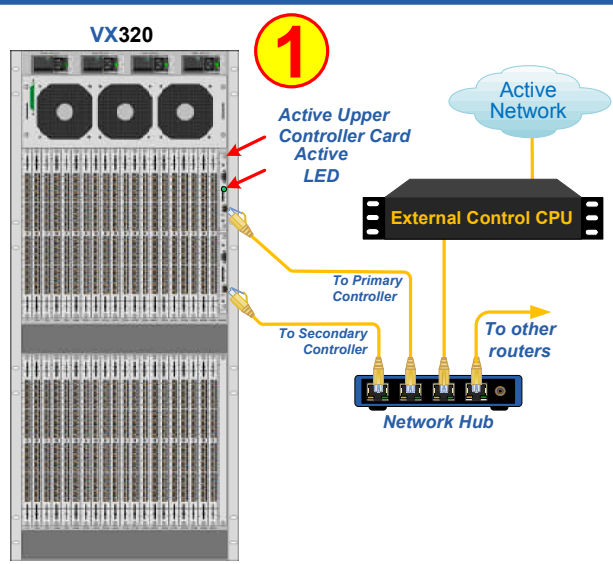 VX320
1
Active Upper
Controller Card
Active
LED
Active
Network
External Control CPU
To Primary
Controller
To Secondary
Controller
To other
routers
Network Hub